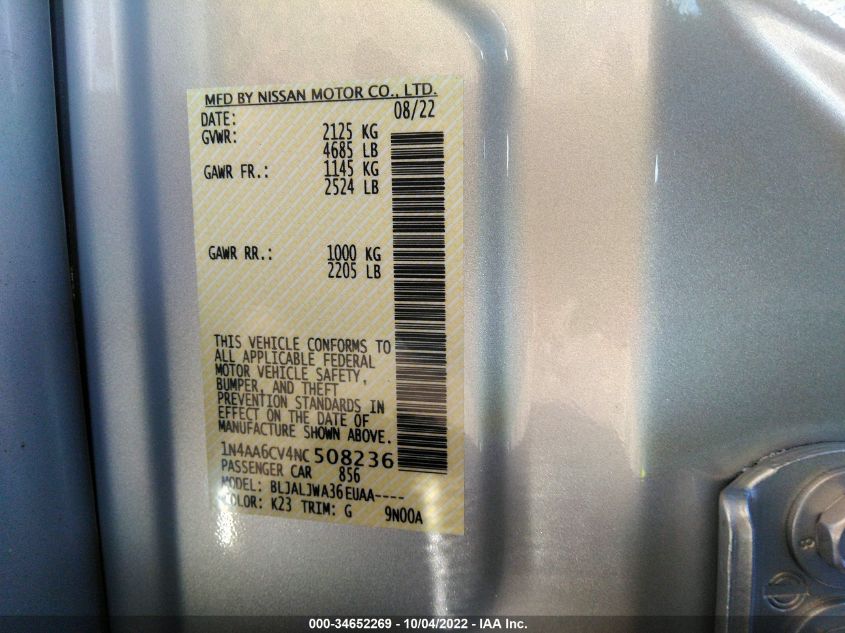 MFD BY NISSAN MOTOR CO., LTD.
DATE: 08/22
GVWR: 2125 KG
4685 LB
GAWR FR.: 1145 KG
2524 LB
GAWR RR.: 1000 KG
2205 LB
THIS VEHICLE CONFORMS TO
ALL APPLICABLE FEDERAL
MOTOR VEHICLE SAFETY,
BUMPER, AND THEFT
PREVENTION STANDARDS IN
EFFECT ON THE DATE OF
MANUFACTURE SHOWN ABOVE.
1N4AA6CV4NC508236
PASSENGER CAR 856
MODEL: BLJALJWA36EUAA----
COLOR: K23 TRIM: G 9N00A
8
000-34652269 - 10/04/2022 - IAA Inc.